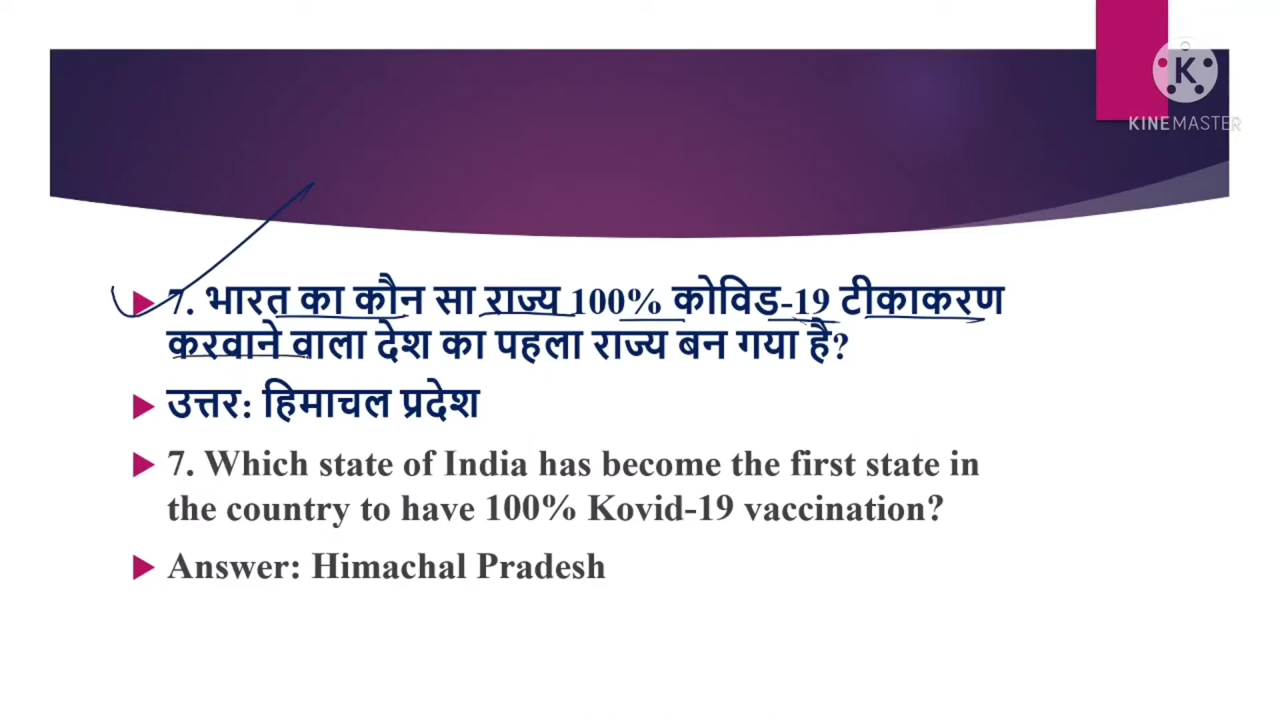 KINEMASTER
7. भारत का कौन सा राज्य 100% कोविड-19 टीकाकरण
करवाने वाला देश का पहला राज्य बन गया है?
उत्तर: हिमाचल प्रदेश
7. Which state of India has become the first state in
the country to have 100% Kovid-19 vaccination?
Answer: Himachal Pradesh